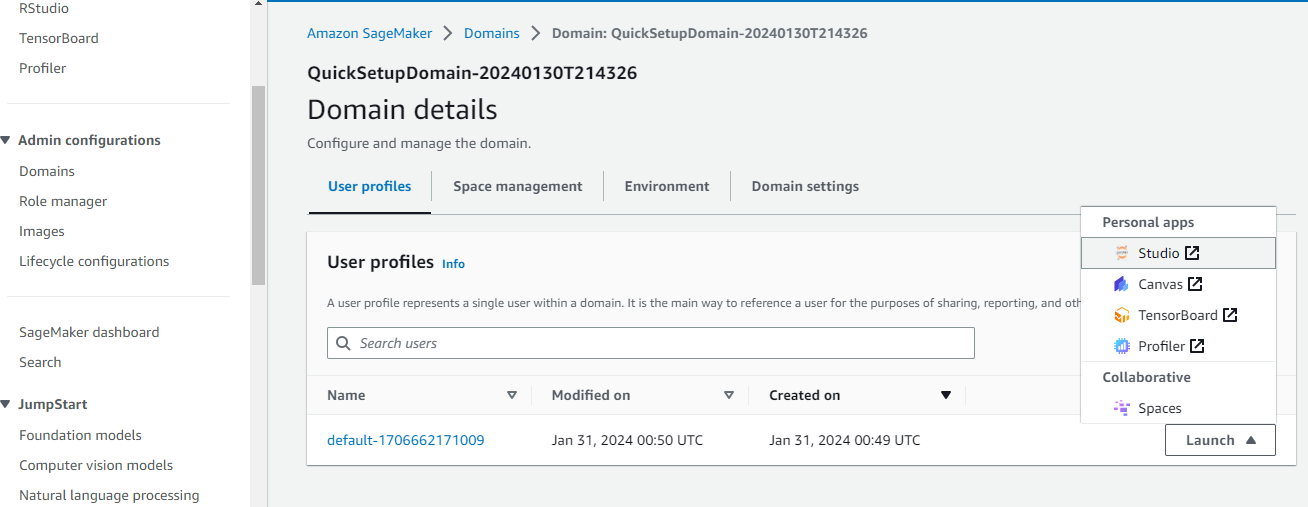 RStudio
TensorBoard
Profiler
Admin configurations
Domains
Role manager
Images
Lifecycle configurations
SageMaker dashboard
Search
JumpStart
Foundation models
Computer vision models
Natural language processing
Amazon SageMaker > Domains > Domain: QuickSetupDomain-20240130T214326
QuickSetupDomain-20240130T214326
Domain details
Configure and manage the domain.
User profiles Space management Environment Domain settings
User profiles Info
A user profile represents a single user within a domain. It is the main way to reference a user for the purposes of sharing, reporting, and
Search users
Name Modified on Created on
default-1706662171009 Jan 31, 2024 00:50 UTC Jan 31, 2024 00:49 UTC
Personal apps
Studio
Canvas
TensorBoard
Profiler
Collaborative
Spaces
Launch